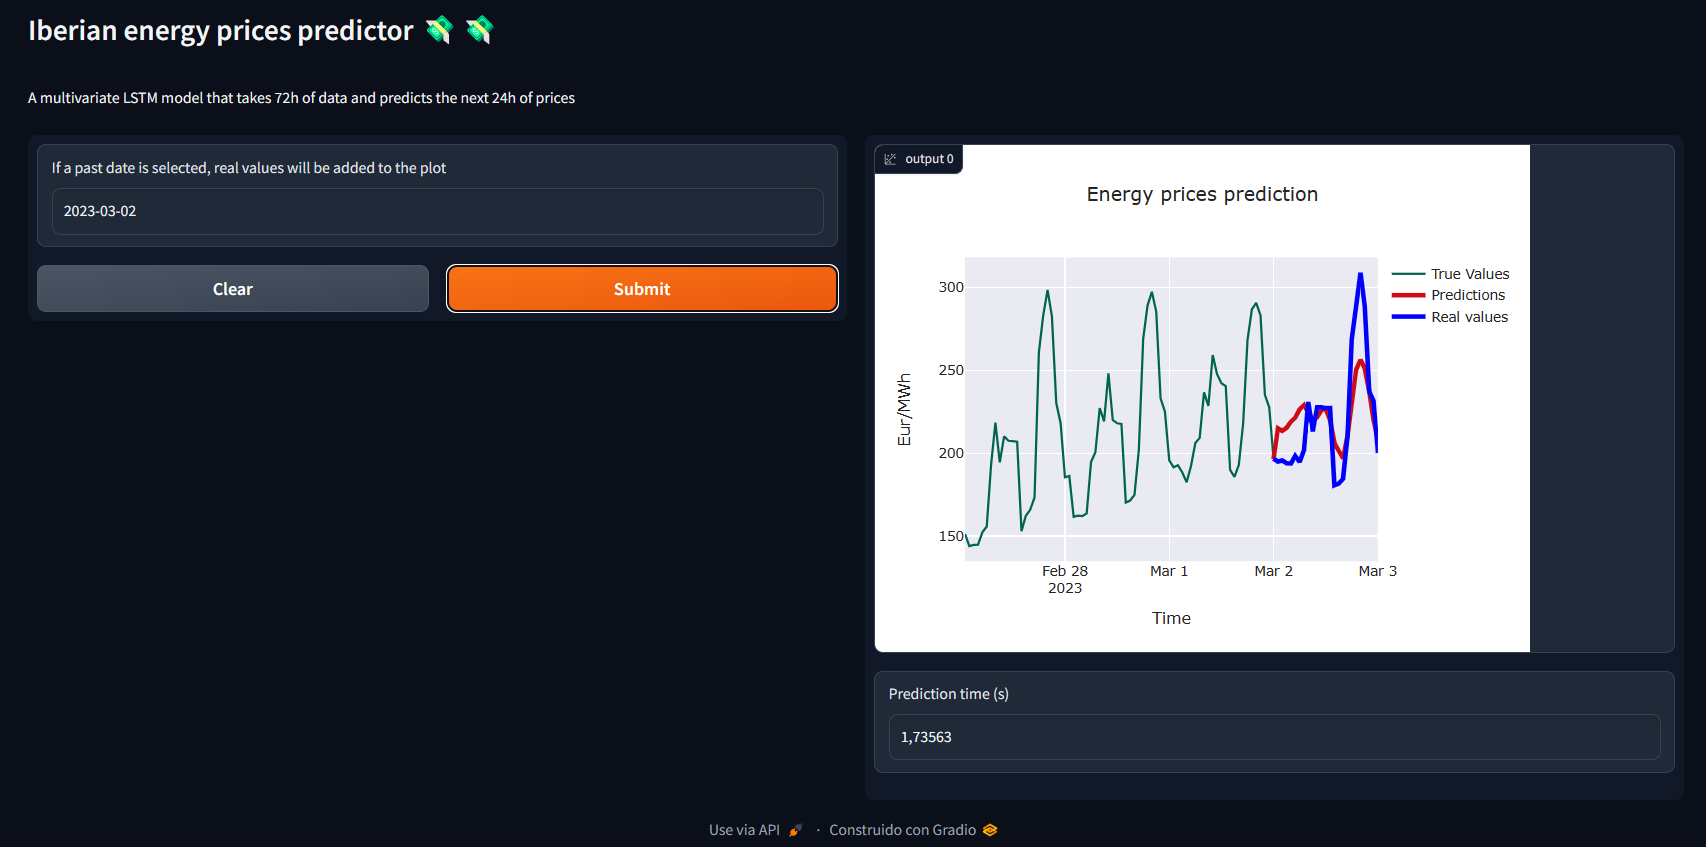 Iberian energy prices predictor 💸 💸
A multivariate LSTM model that takes 72h of data and predicts the next 24h of prices
If a past date is selected, real values will be added to the plot
2023-03-02
Clear
Submit
output 0
Energy prices prediction
Eur/MWh
300
250
200
150
Feb 28
2023
Mar 1
Mar 2
Mar 3
Time
True Values
Predictions
Real values
Prediction time (s)
1,73563
Use via API 🚀 · Construido con Gradio